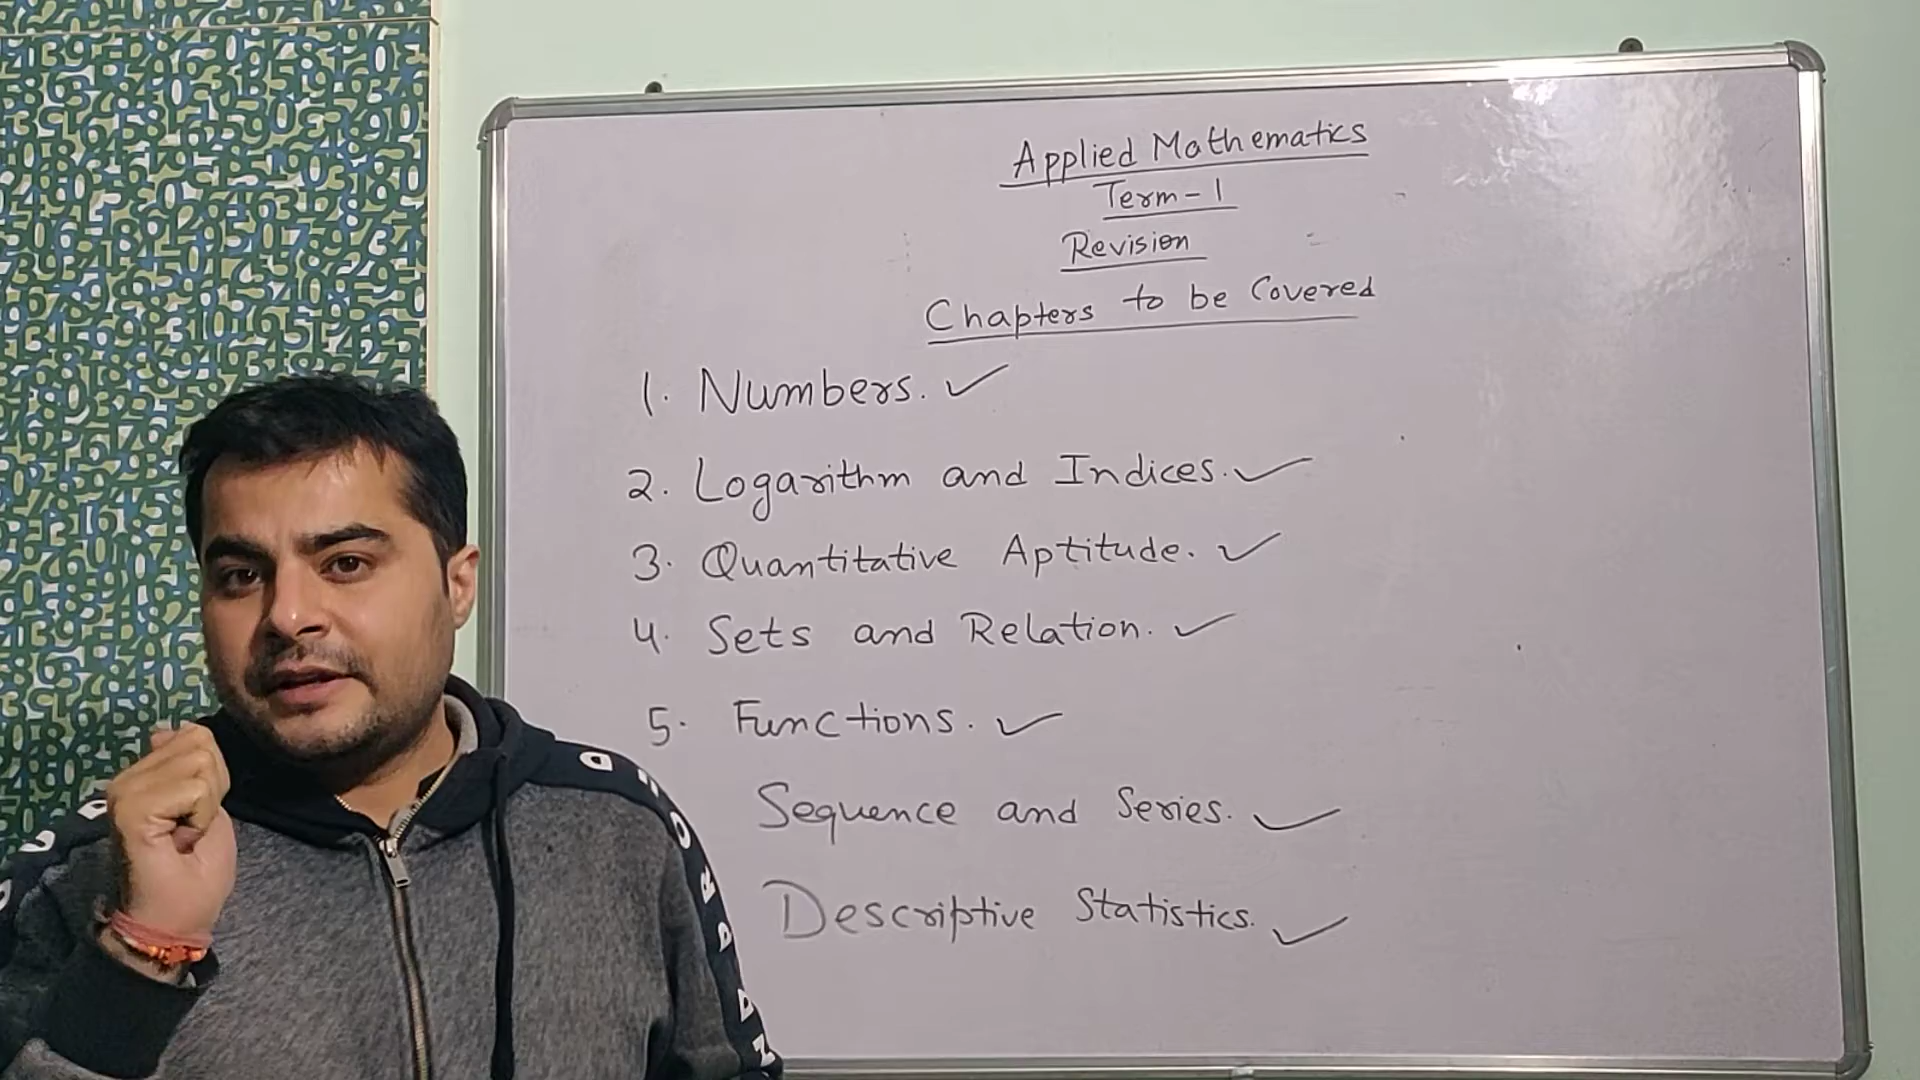 Applied Mathematics
Term-1
Revision
Chapters to be Covered
1. Numbers. ✓
2. Logarithm and Indices. ✓
3. Quantitative Aptitude. ✓
4. Sets and Relation. ✓
5. Functions. ✓
Sequence and Series. ✓
Descriptive Statistics. ✓